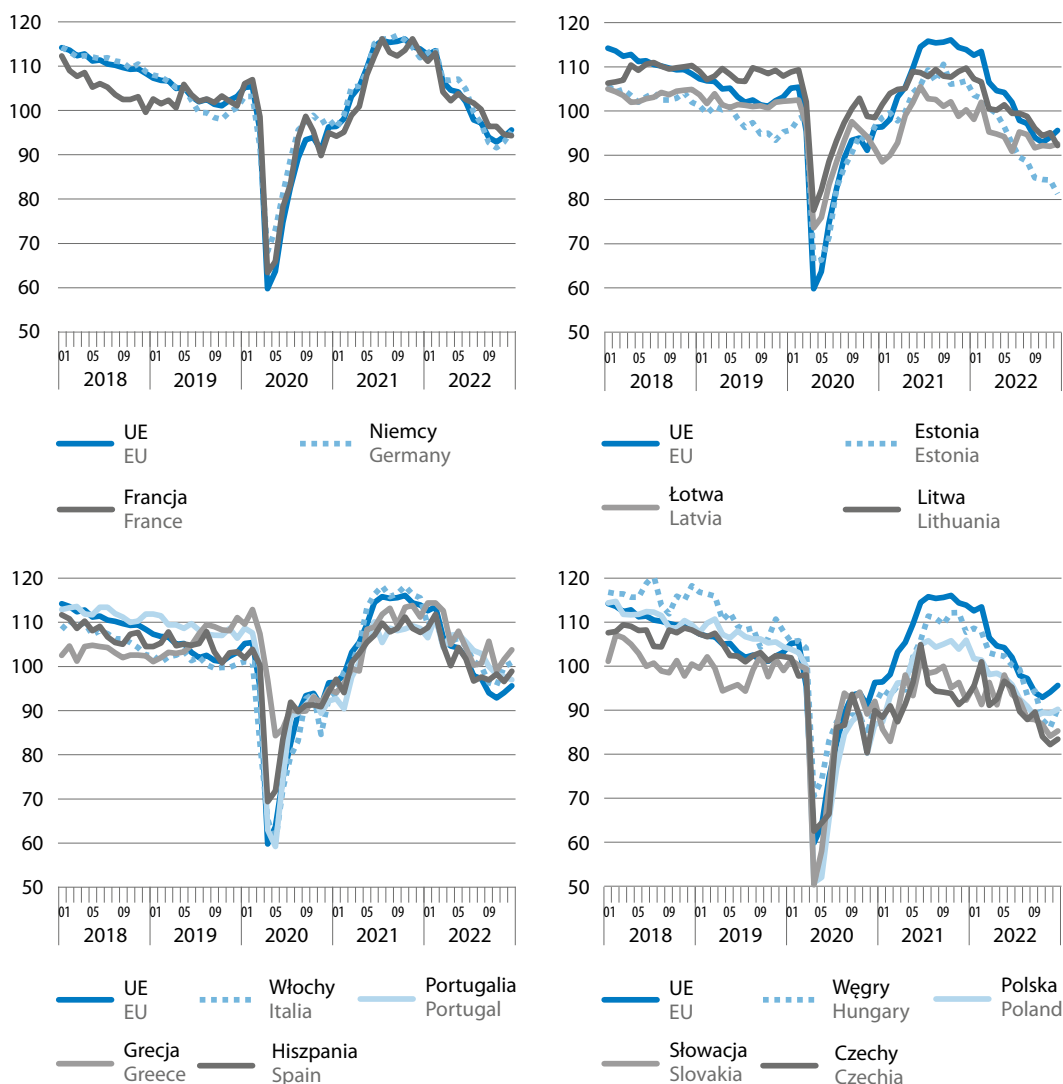 120
110
100
90
80
70
60
50
01 05 09 01 05 09 01 05 09 01 05 09 01 05 09
2018 2019 2020 2021 2022
UE
EU
Niemcy
Germany
Francja
France
120
110
100
90
80
70
60
50
01 05 09 01 05 09 01 05 09 01 05 09 01 05 09
2018 2019 2020 2021 2022
UE
EU
Estonia
Estonia
Łotwa
Latvia
Litwa
Lithuania
120
110
100
90
80
70
60
50
01 05 09 01 05 09 01 05 09 01 05 09 01 05 09
2018 2019 2020 2021 2022
UE
EU
Włochy
Italia
Portugalia
Portugal
Grecja
Greece
Hiszpania
Spain
120
110
100
90
80
70
60
50
01 05 09 01 05 09 01 05 09 01 05 09 01 05 09
2018 2019 2020 2021 2022
UE
EU
Węgry
Hungary
Polska
Poland
Słowacja
Slovakia
Czechy
Czechia